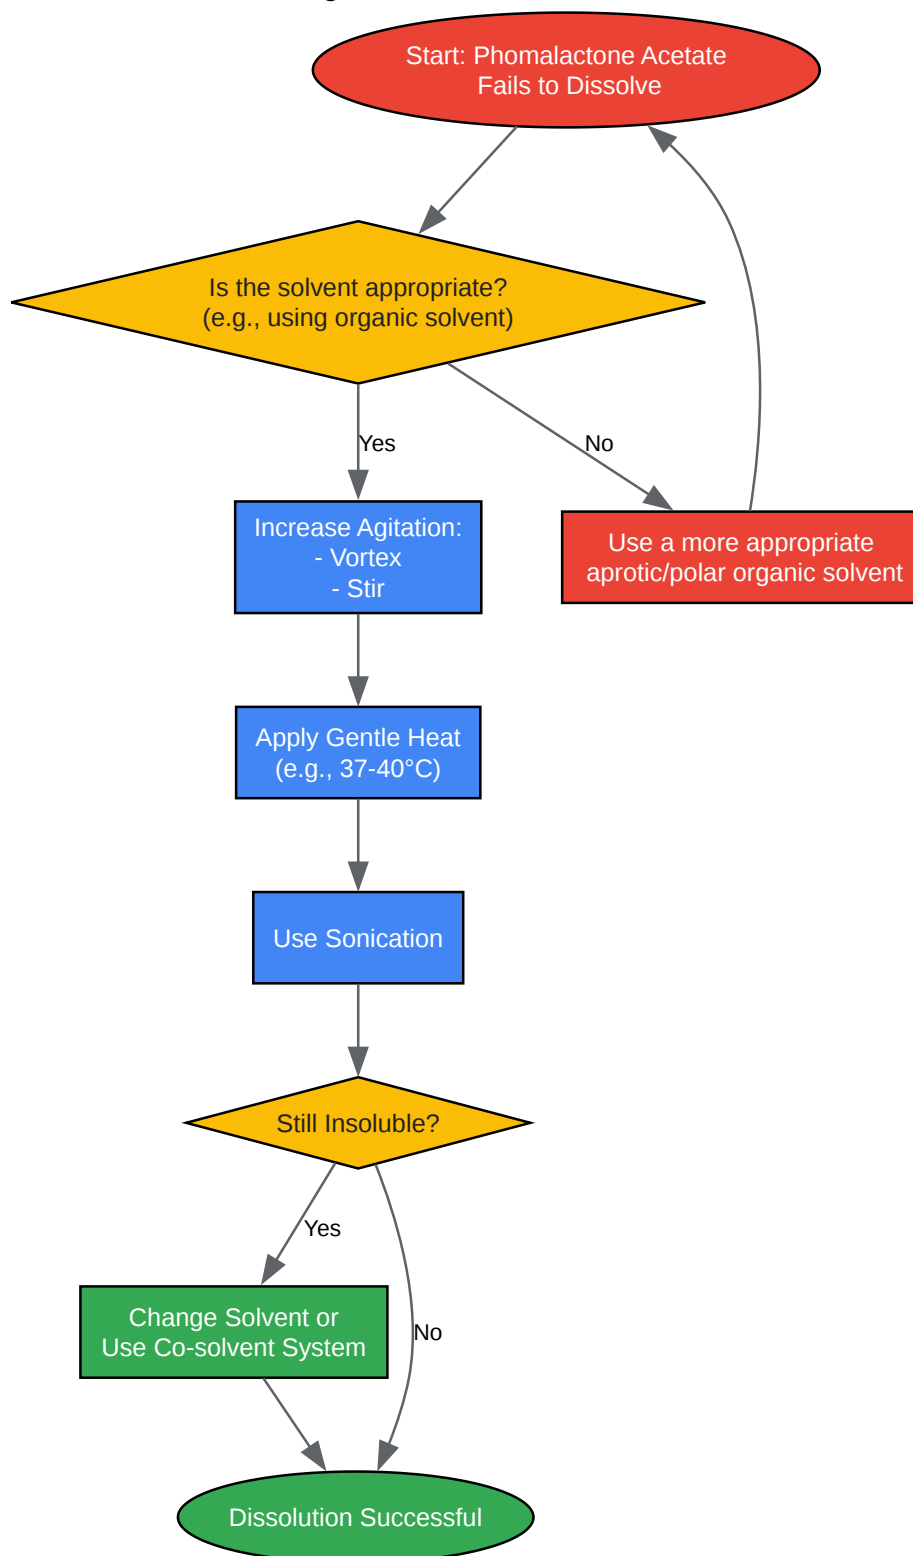 Start: Phomalactone Acetate
Fails to Dissolve
Is the solvent appropriate?
(e.g., using organic solvent)
Yes
No
Increase Agitation:
- Vortex
- Stir
Use a more appropriate
aprotic/polar organic solvent
Apply Gentle Heat
(e.g., 37-40°C)
Use Sonication
Still Insoluble?
Yes
No
Change Solvent or
Use Co-solvent System
Dissolution Successful